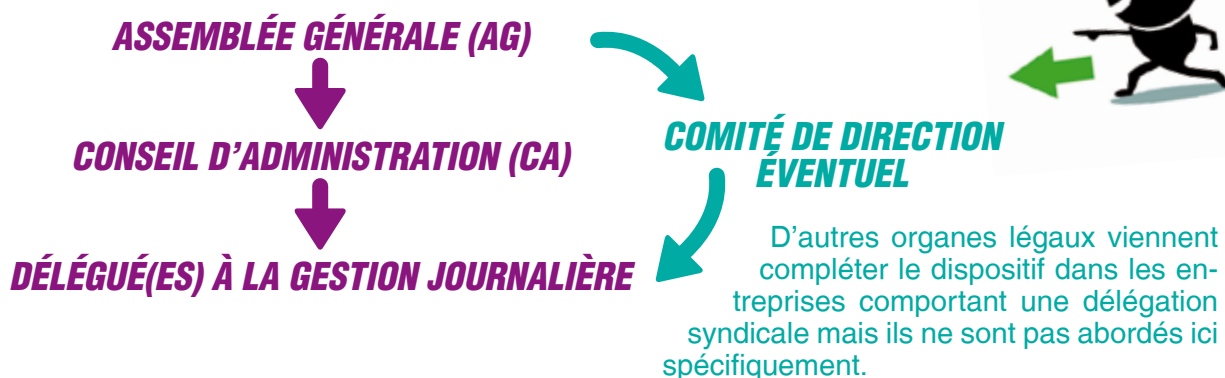 ASSEMBLÉE GÉNÉRALE (AG)
CONSEIL D'ADMINISTRATION (CA)
DÉLÉGUÉ(ES) À LA GESTION JOURNALIÈRE
COMITÉ DE DIRECTION
ÉVENTUEL
D'autres organes légaux viennent
compléter le dispositif dans les en-
treprises comportant une délégation
syndicale mais ils ne sont pas abordés ici
spécifiquement.